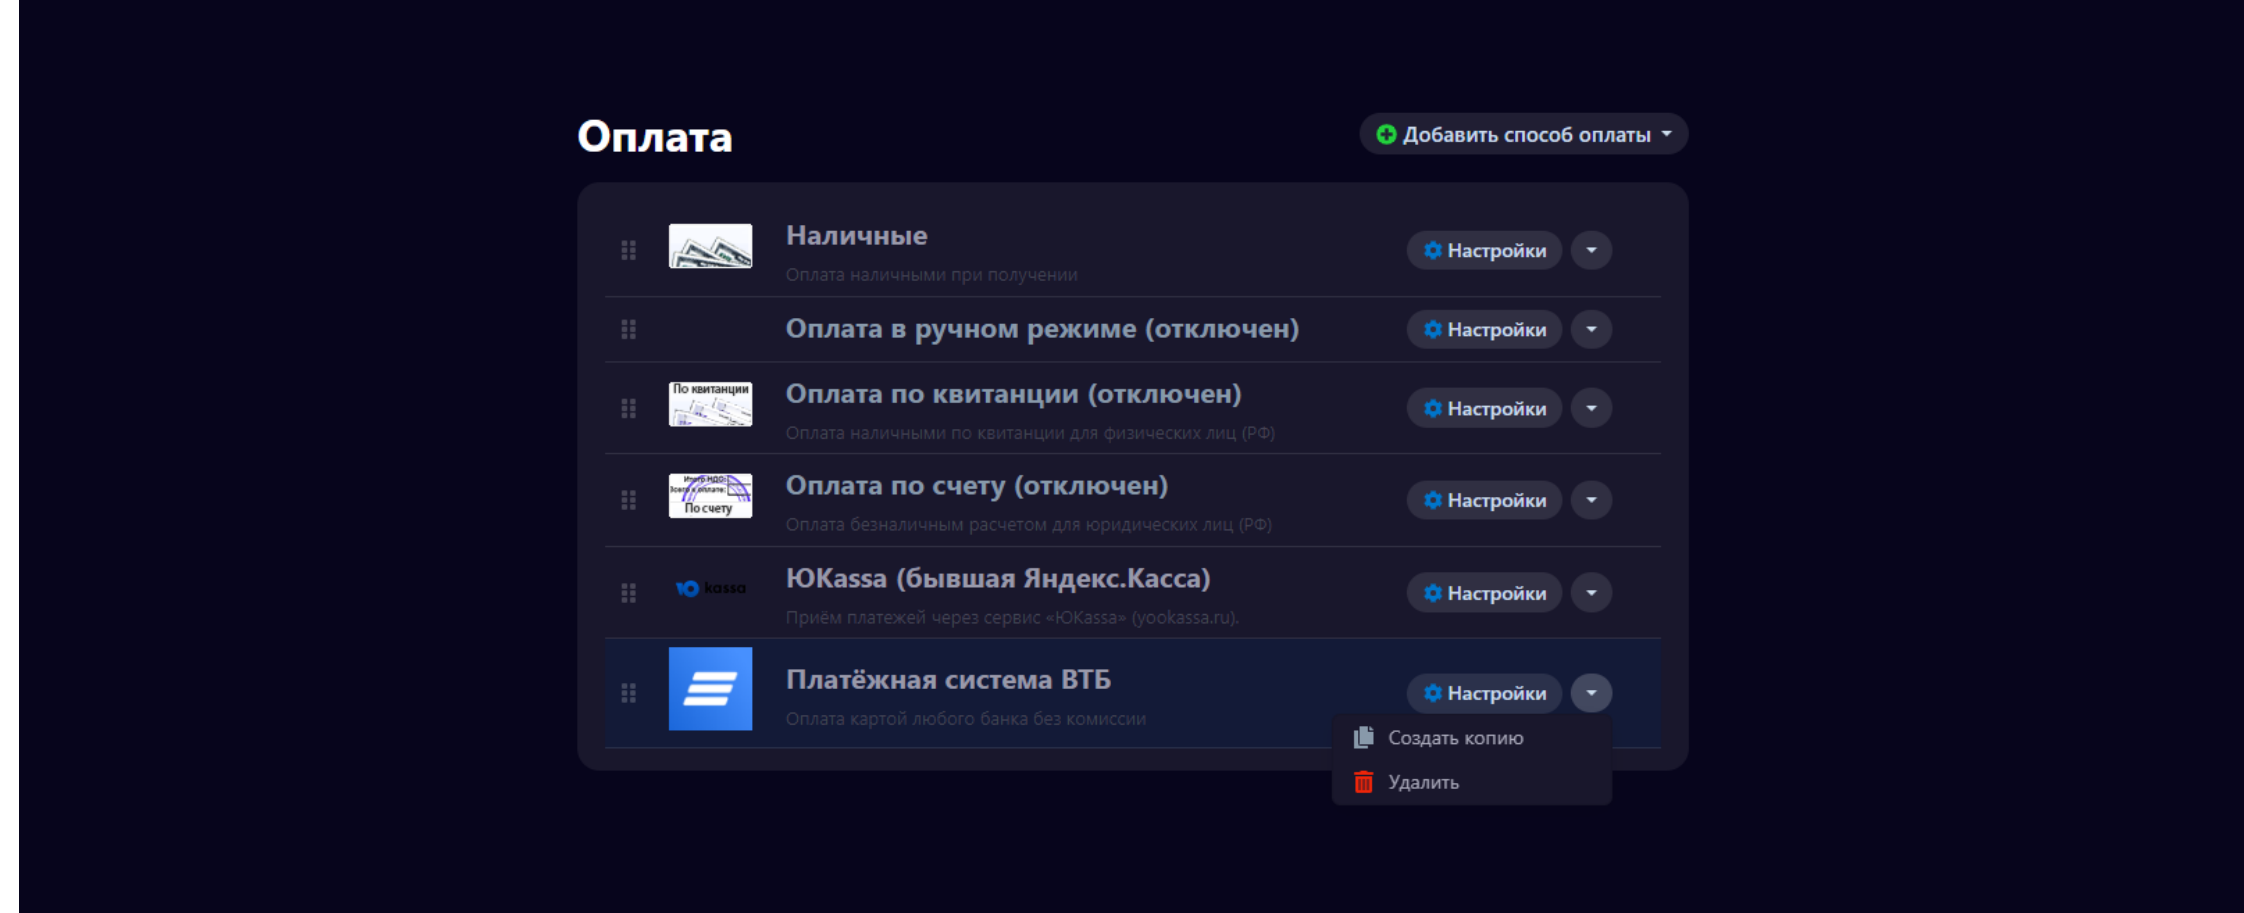 Оплата
Добавить способ оплаты
Наличные
Оплата наличными при получении
Настройки
Оплата в ручном режиме (отключен)
Настройки
По квитанции
Оплата по квитанции (отключен)
Оплата наличными по квитанции для физических лиц (РФ)
Настройки
По счету
Оплата по счету (отключен)
Оплата безналичным расчетом для юридических лиц (РФ)
Настройки
Ю kassa
ЮKassa (бывшая Яндекс.Касса)
Приём платежей через сервис «ЮKassa» (yookassa.ru).
Настройки
Платёжная система ВТБ
Оплата картой любого банка без комиссии
Настройки
Создать копию
Удалить